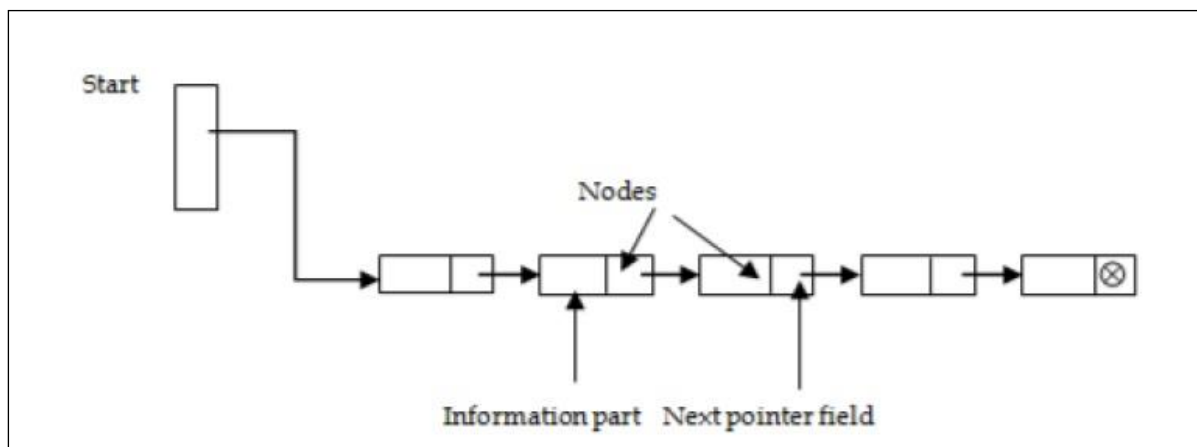 Start
Nodes
Information part
Next pointer field